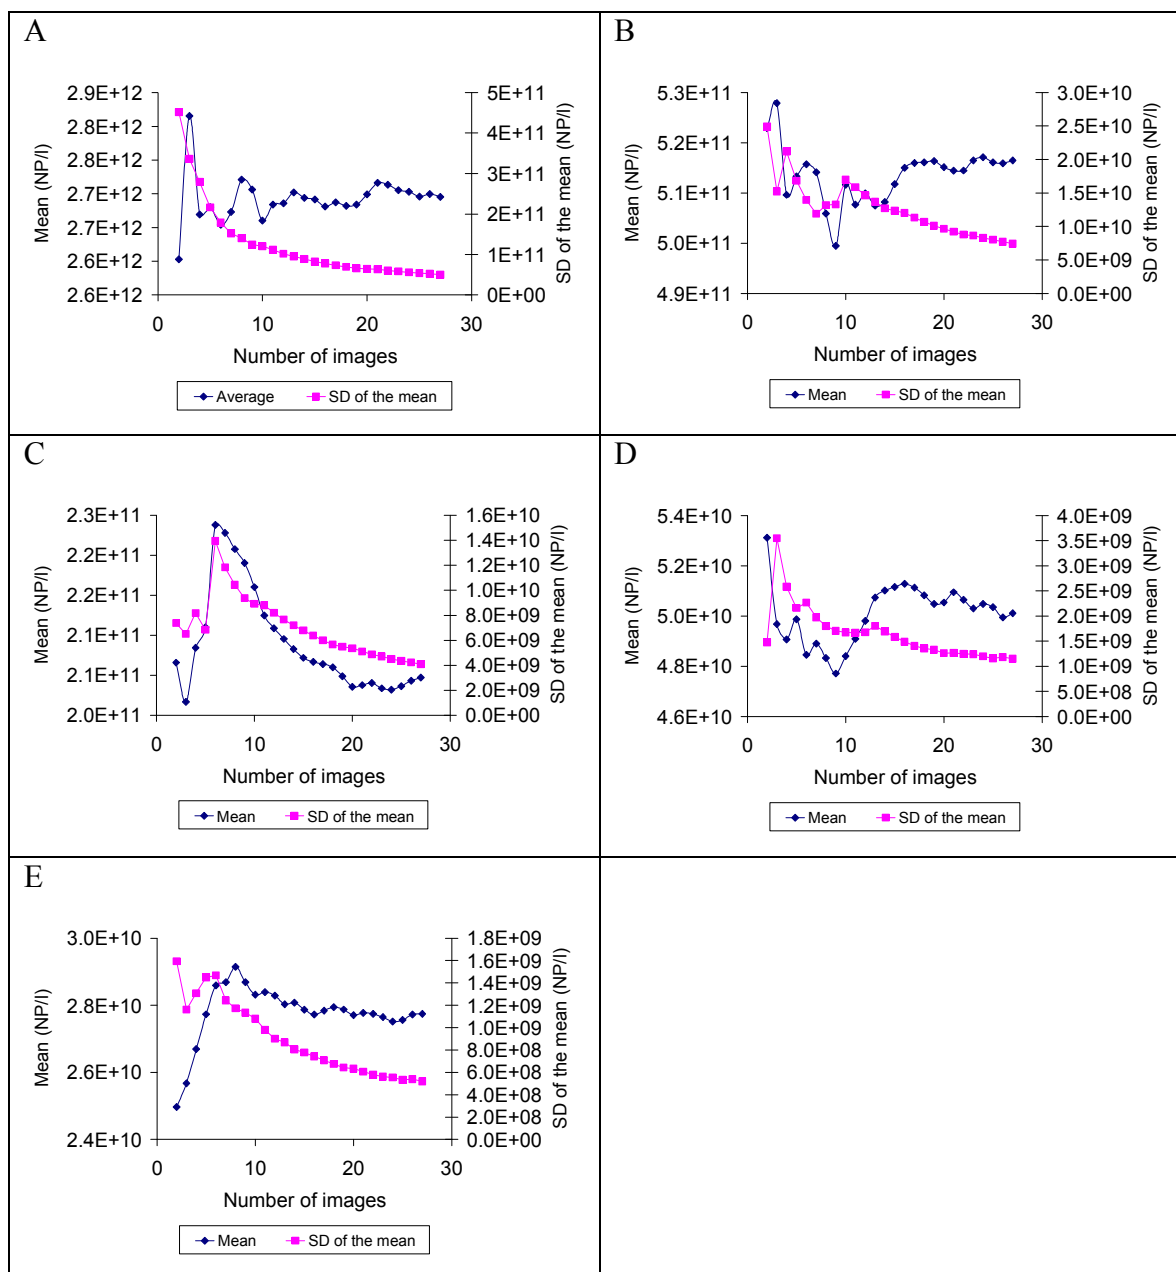 A
Mean (NP/l)
2.9E+12
2.8E+12
2.8E+12
2.7E+12
2.7E+12
2.6E+12
2.6E+12
5E+11
4E+11
3E+11
2E+11
1E+11
0E+00
SD of the mean (NP/l)
0 10 20 30
Number of images
Average SD of the mean
B
Mean (NP/l)
5.3E+11
5.2E+11
5.1E+11
5.0E+11
4.9E+11
3.0E+10
2.5E+10
2.0E+10
1.5E+10
1.0E+10
5.0E+09
0.0E+00
SD of the mean (NP/l)
0 10 20 30
Number of images
Mean SD of the mean
C
Mean (NP/l)
2.3E+11
2.2E+11
2.2E+11
2.1E+11
2.1E+11
2.0E+11
1.6E+10
1.4E+10
1.2E+10
1.0E+10
8.0E+09
6.0E+09
4.0E+09
2.0E+09
0.0E+00
SD of the mean (NP/l)
0 10 20 30
Number of images
Mean SD of the mean
D
Mean (NP/l)
5.4E+10
5.2E+10
5.0E+10
4.8E+10
4.6E+10
4.0E+09
3.5E+09
3.0E+09
2.5E+09
2.0E+09
1.5E+09
1.0E+09
5.0E+08
0.0E+00
SD of the mean (NP/l)
0 10 20 30
Number of images
Mean SD of the mean
E
Mean (NP/l)
3.0E+10
2.8E+10
2.6E+10
2.4E+10
1.8E+09
1.6E+09
1.4E+09
1.2E+09
1.0E+09
8.0E+08
6.0E+08
4.0E+08
2.0E+08
0.0E+00
SD of the mean (NP/l)
0 10 20 30
Number of images
Mean SD of the mean